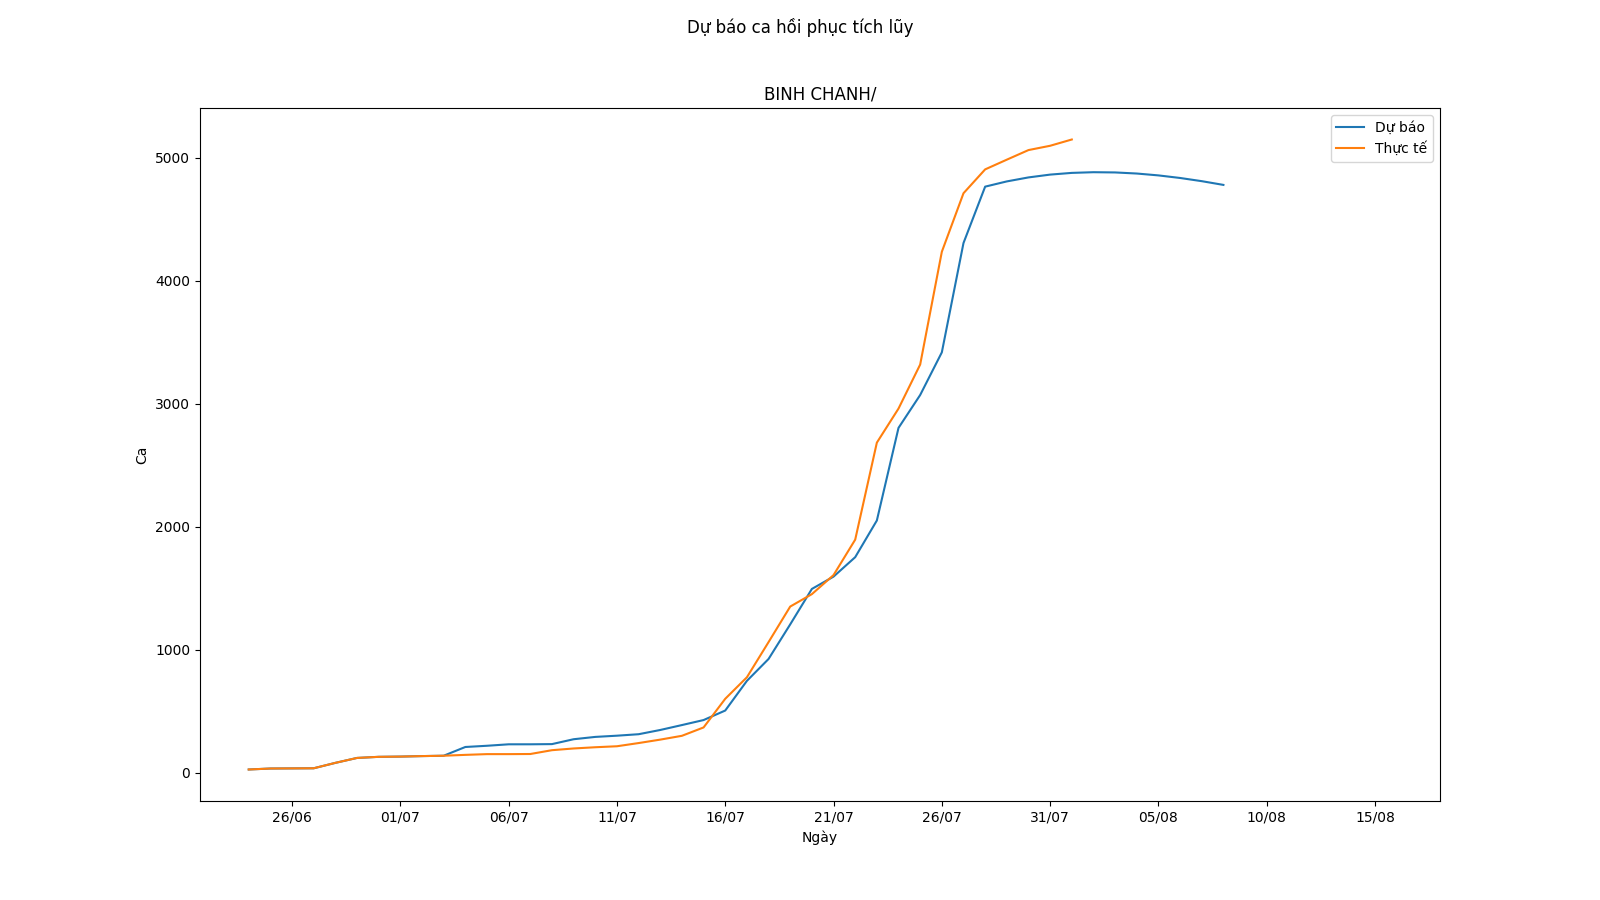 Dự báo ca hồi phục tích lũy
BINH CHANH/
Dự báo
Thực tế
5000
4000
3000
2000
1000
0
Ca
26/06 01/07 06/07 11/07 16/07 21/07 26/07 31/07 05/08 10/08 15/08
Ngày